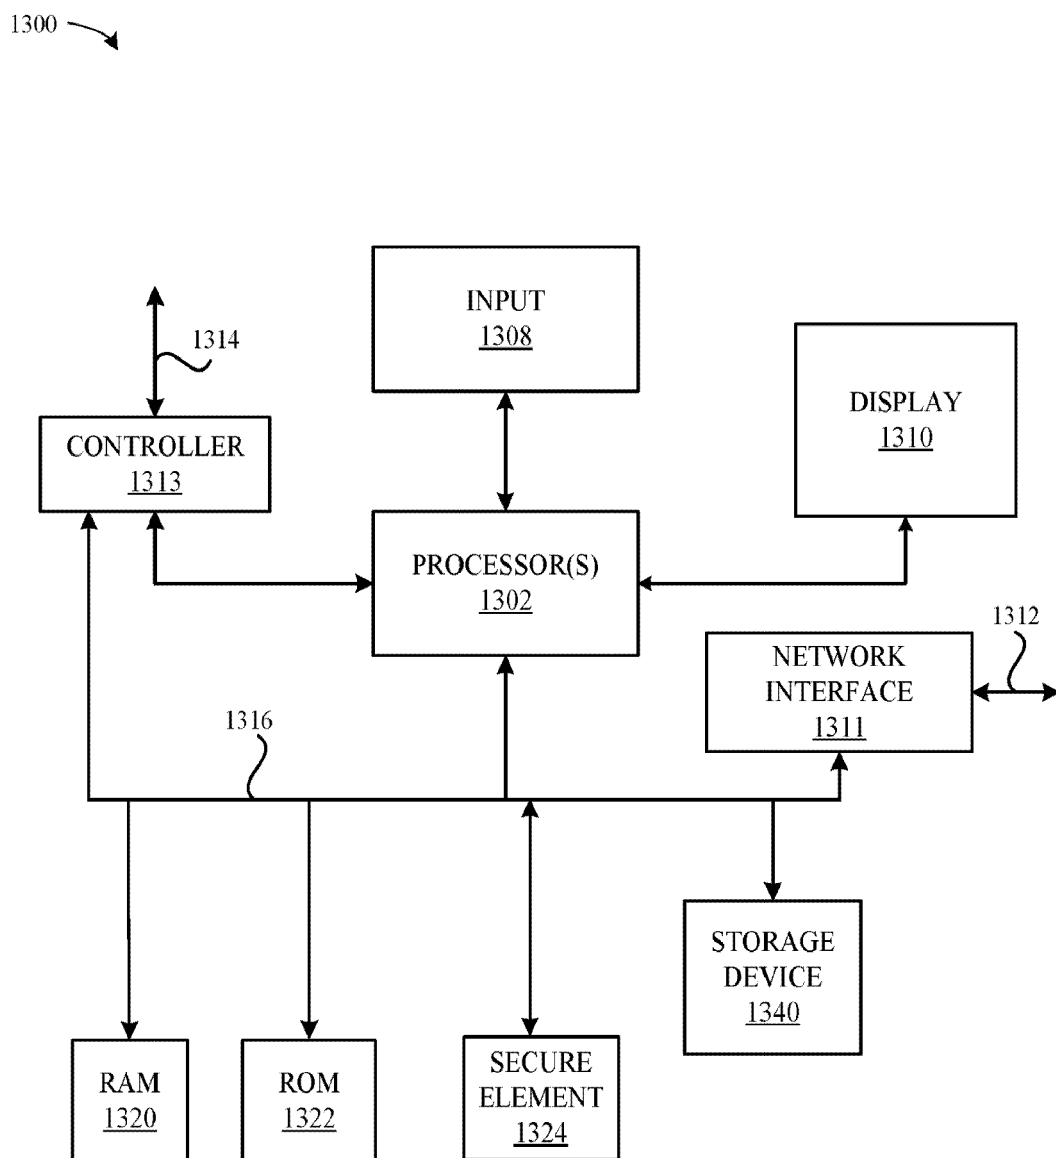 1300
INPUT
1308
1314
DISPLAY
1310
CONTROLLER
1313
PROCESSOR(S)
1302
1312
NETWORK
INTERFACE
1311
1316
STORAGE
DEVICE
1340
RAM
1320
ROM
1322
SECURE
ELEMENT
1324